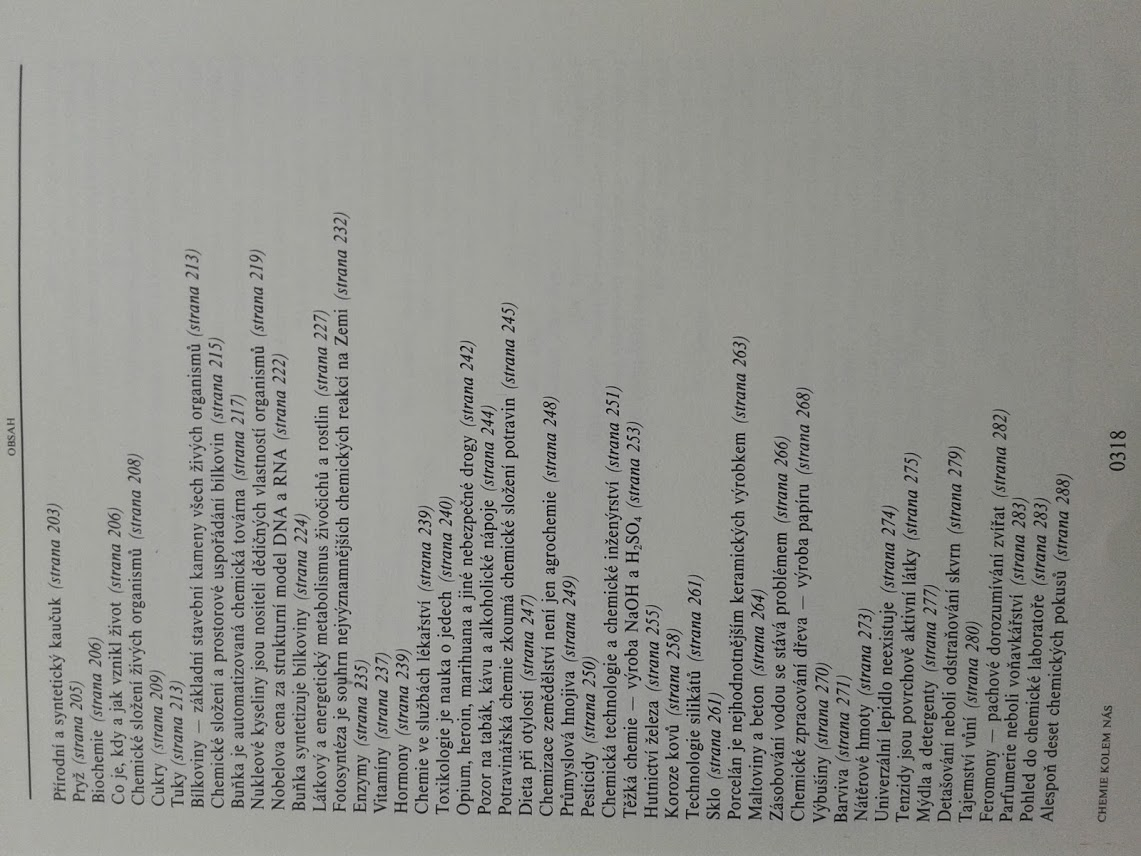 OBSAH
Přírodní a syntetický kaučuk (strana 203)
Pryž (strana 205)
Biochemie (strana 206)
Co je, kdy a jak vznikl život (strana 206)
Chemické složení živých organismů (strana 208)
Cukry (strana 209)
Tuky (strana 213)
Bílkoviny — základní stavební kameny všech živých organismů (strana 213)
Chemické složení a prostorové uspořádání bílkovin (strana 215)
Buňka je automatizovaná chemická továrna (strana 217)
Nukleové kyseliny jsou nositeli dědičných vlastností organismů (strana 219)
Nobelova cena za strukturní model DNA a RNA (strana 222)
Buňka syntetizuje bílkoviny (strana 224)
Látkový a energetický metabolismus živočichů a rostlin (strana 227)
Fotosyntéza je souhrn nejvýznamnějších chemických reakcí na Zemi (strana 232)
Enzymy (strana 235)
Vitamíny (strana 237)
Hormony (strana 239)
Chemie ve službách lékařství (strana 239)
Toxikologie je nauka o jedech (strana 240)
Opium, heroin, marihuana a jiné nebezpečné drogy (strana 242)
Pozor na tabák, kávu a alkoholické nápoje (strana 244)
Potravinářská chemie zkoumá chemické složení potravin (strana 245)
Dieta při otylosti (strana 247)
Chemizace zemědělství není jen agrochemie (strana 248)
Průmyslová hnojiva (strana 249)
Pesticidy (strana 250)
Chemická technologie a chemické inženýrství (strana 251)
Těžká chemie — výroba NaOH a H₂SO₄ (strana 253)
Hutnictví železa (strana 255)
Koroze kovů (strana 258)
Technologie silikátů (strana 261)
Sklo (strana 261)
Porcelán je nejhodnotnějším keramických výrobkem (strana 263)
Maltoviny a beton (strana 264)
Zásobování vodou se stává problémem (strana 266)
Chemické zpracování dřeva — výroba papíru (strana 268)
Výbušiny (strana 270)
Barviva (strana 271)
Nátěrové hmoty (strana 273)
Univerzální lepidlo neexistuje (strana 274)
Tenzidy jsou povrchově aktivní látky (strana 275)
Mýdla a detergenty (strana 277)
Detašování neboli odstraňování skvrn (strana 279)
Tajemství vůní (strana 280)
Feromony — pachové dorozumívání zvířat (strana 282)
Parfumerie neboli voňavkářství (strana 283)
Pohled do chemické laboratoře (strana 283)
Alespoň deset chemických pokusů (strana 288)
CHEMIE KOLEM NÁS
0318